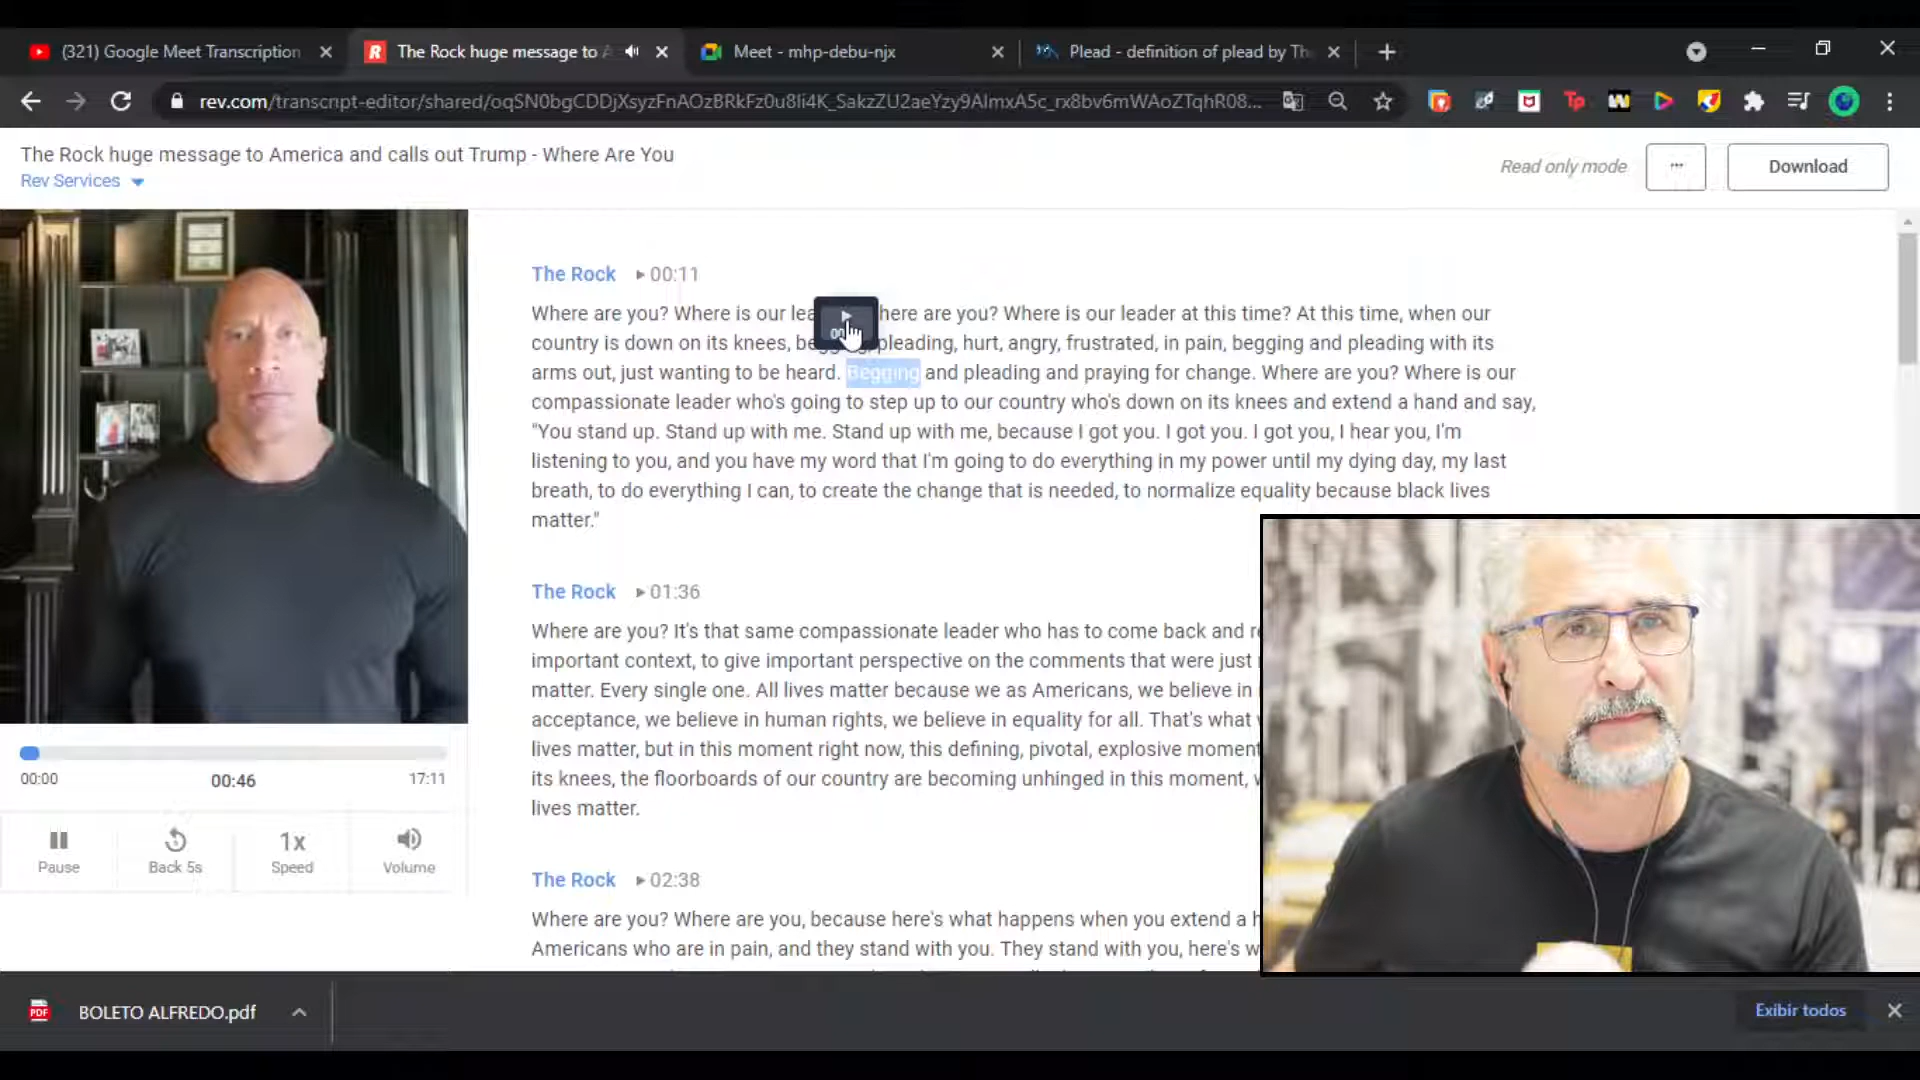 (321) Google Meet Transcription
The Rock huge message to A
Meet - mhp-debu-njx
Plead - definition of plead by Th
rev.com/transcript-editor/shared/oqSN0bgCDDjXsyzFnAOzBRkFz0u8li4K_SakzZU2aeYzy9AlmxA5c_rx8bv6mWAoZTqhR08...
The Rock huge message to America and calls out Trump - Where Are You
Rev Services
Read only mode
...
Download
The Rock 00:11
Where are you? Where is our lea here are you? Where is our leader at this time? At this time, when our
country is down on its knees, begging, pleading, hurt, angry, frustrated, in pain, begging and pleading with its
arms out, just wanting to be heard. Begging and pleading and praying for change. Where are you? Where is our
compassionate leader who's going to step up to our country who's down on its knees and extend a hand and say,
"You stand up. Stand up with me. Stand up with me, because I got you. I got you. I got you, I hear you, I'm
listening to you, and you have my word that I'm going to do everything in my power until my dying day, my last
breath, to do everything I can, to create the change that is needed, to normalize equality because black lives
matter."
The Rock 01:36
Where are you? It's that same compassionate leader who has to come back and re
important context, to give important perspective on the comments that were just
matter. Every single one. All lives matter because we as Americans, we believe in
acceptance, we believe in human rights, we believe in equality for all. That's what
lives matter, but in this moment right now, this defining, pivotal, explosive moment
its knees, the floorboards of our country are becoming unhinged in this moment,
lives matter.
The Rock 02:38
Where are you? Where are you, because here's what happens when you extend a h
Americans who are in pain, and they stand with you. They stand with you, here's w
00:00
00:46
17:11
Pause
Back 5s
1x
Speed
Volume
BOLETO ALFREDO.pdf
Exibir todos